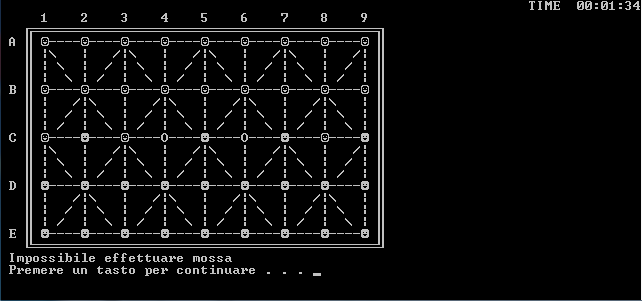 TIME 00:01:34
1 2 3 4 5 6 7 8 9
A
B
C O O
D
E
Impossibile effettuare mossa
Premere un tasto per continuare . . . _